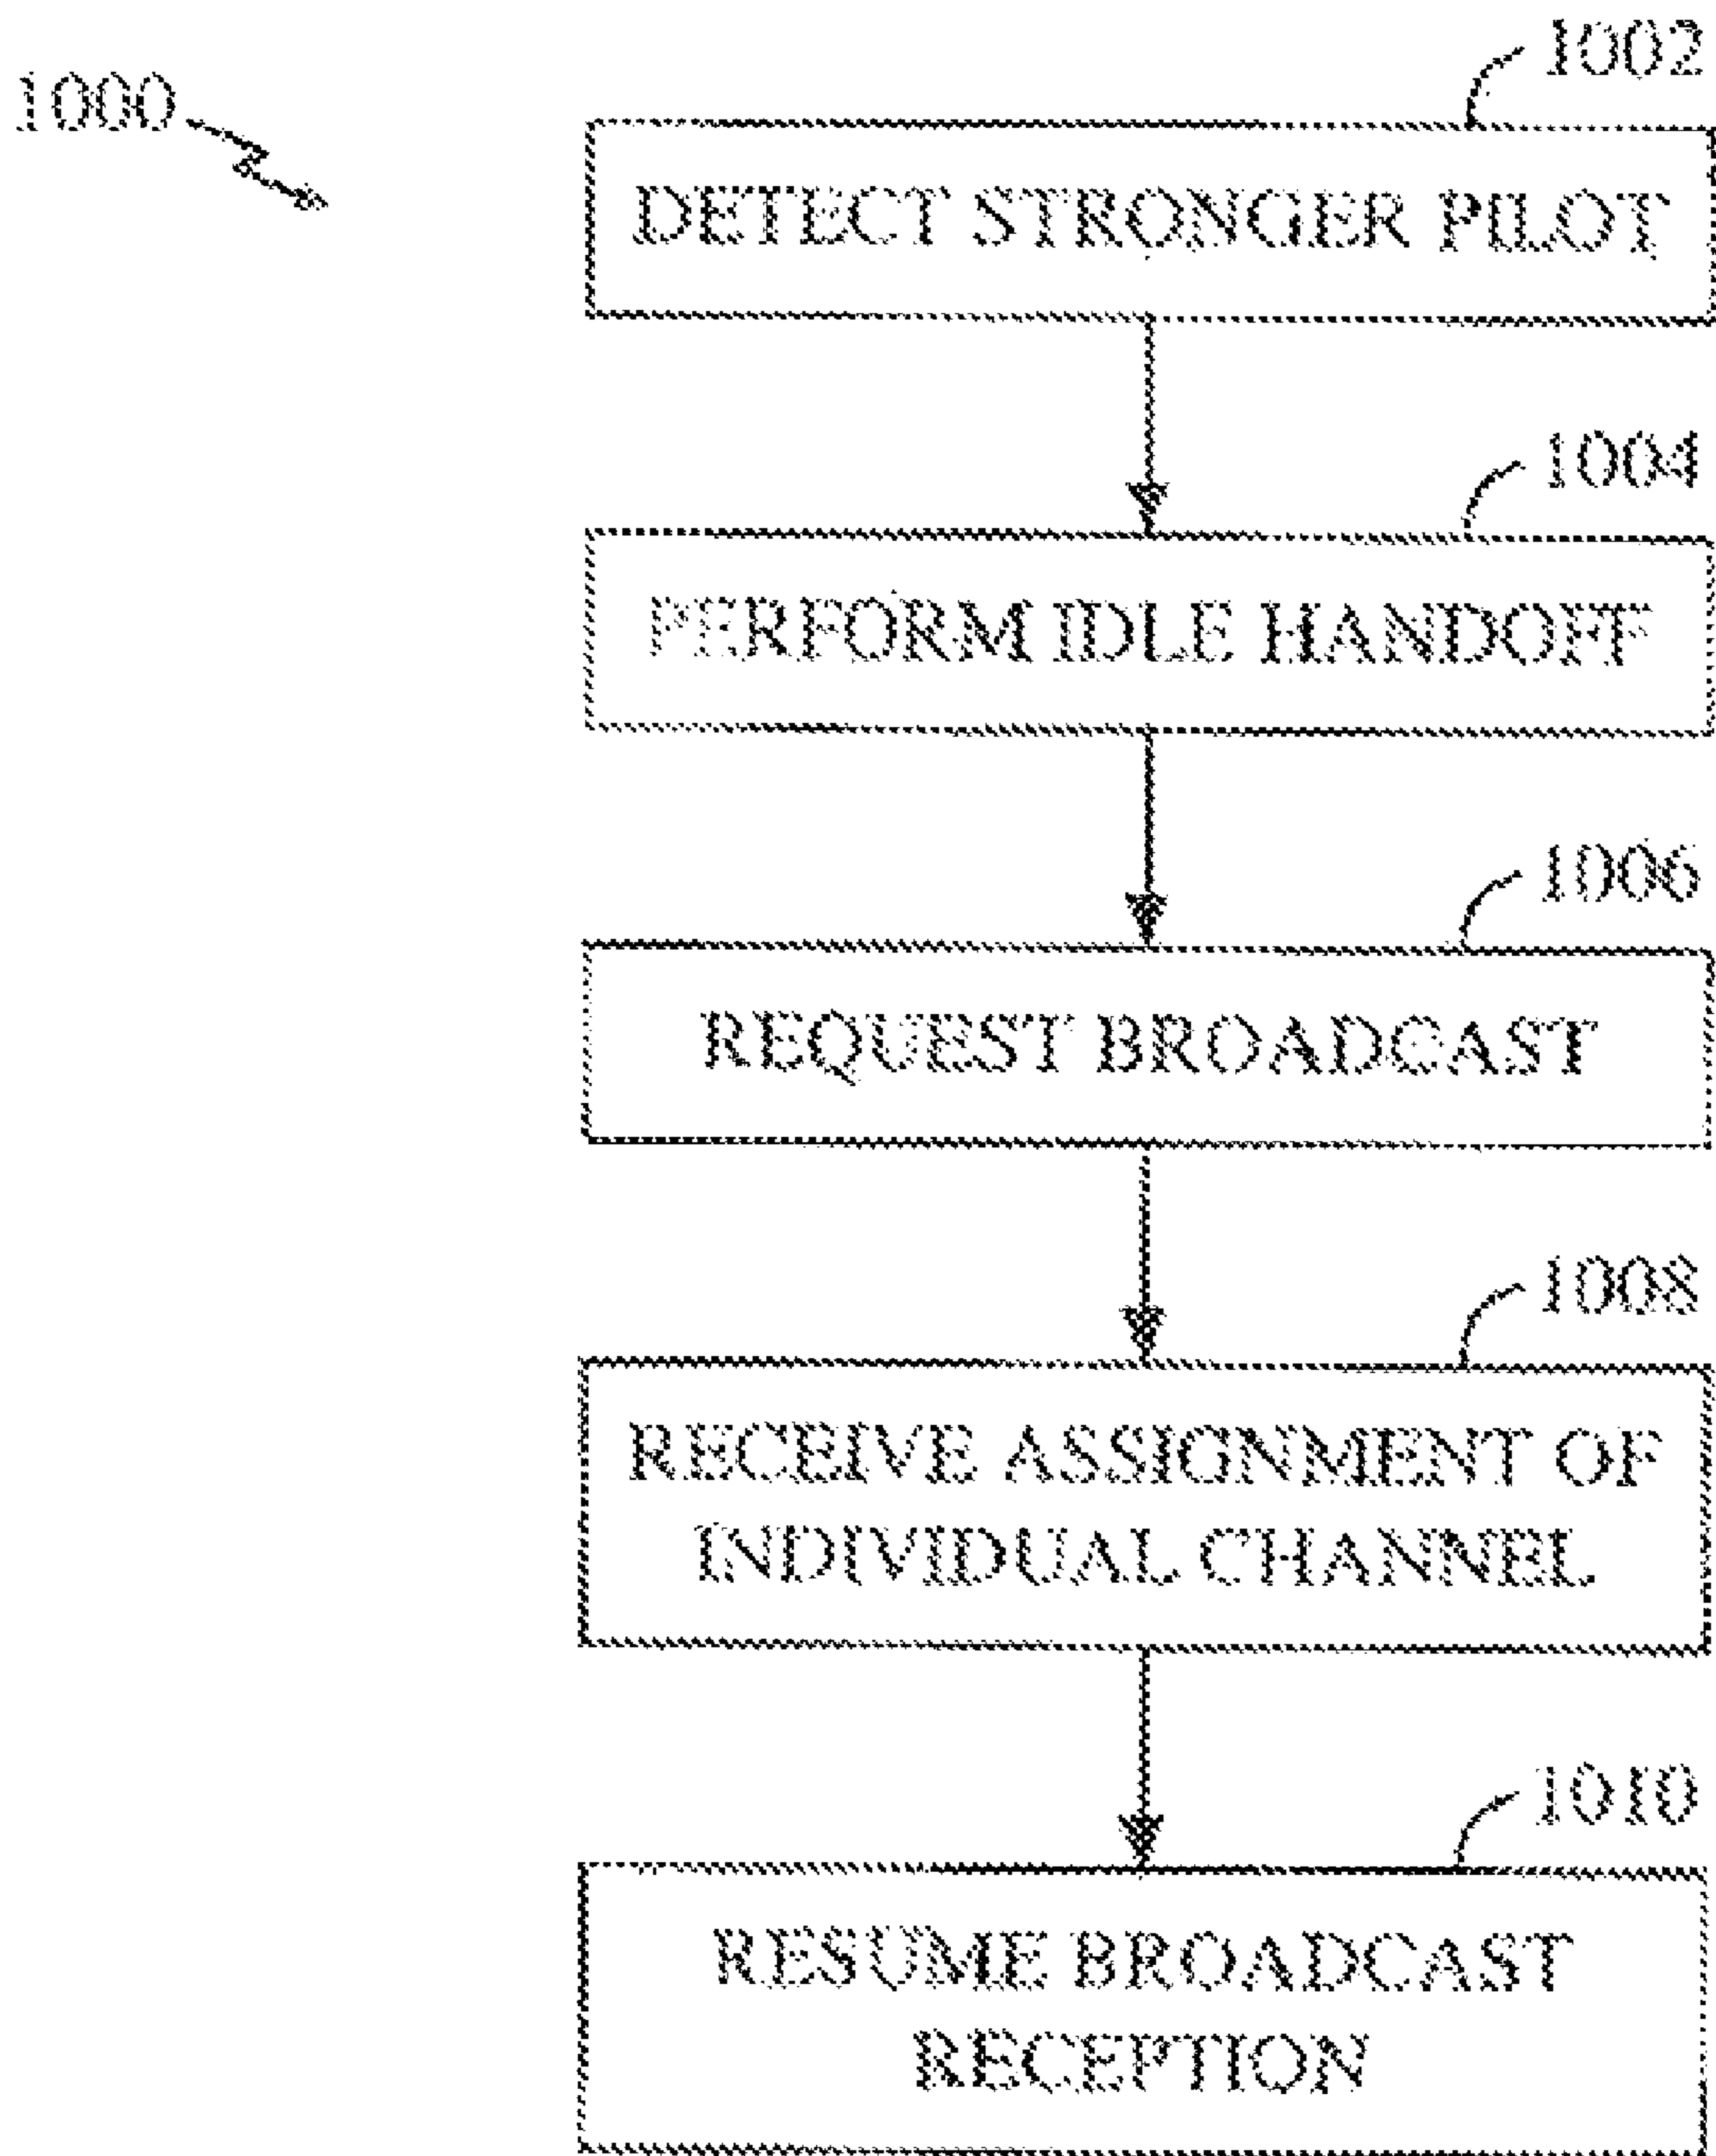 1000
1002
DETECT STRONGER PILOT
1004
PERFORM IDLE HANDOFF
1006
REQUEST BROADCAST
1008
RECEIVE ASSIGNMENT OF
INDIVIDUAL CHANNEL
1010
RESUME BROADCAST
RECEPTION